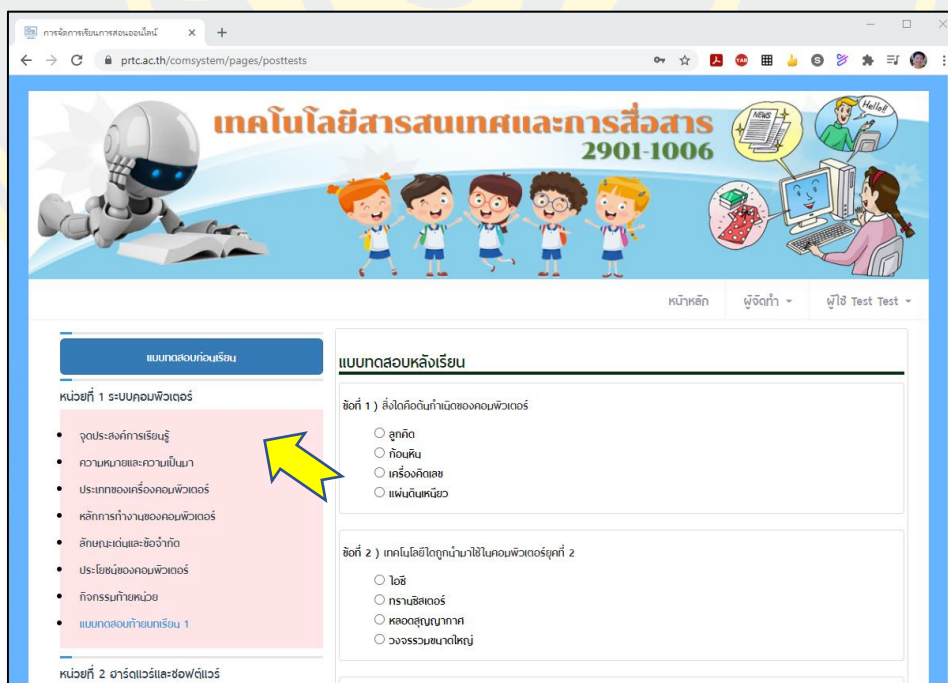 การจัดการเรียนการสอนออนไลน์
prtc.ac.th/comsystem/pages/posttests
เทคโนโลยีสารสนเทศและการสื่อสาร
2901-1006
NEWS
Hello!
หน้าหลัก ผู้จัดทำ ผู้ใช้ Test Test
แบบทดสอบก่อนเรียน
หน่วยที่ 1 ระบบคอมพิวเตอร์
จุดประสงค์การเรียนรู้
ความหมายและความเป็นมา
ประเภทของเครื่องคอมพิวเตอร์
หลักการทำงานของคอมพิวเตอร์
ลักษณะเด่นและข้อจำกัด
ประโยชน์ของคอมพิวเตอร์
กิจกรรมท้ายหน่วย
แบบทดสอบท้ายบทเรียน 1
หน่วยที่ 2 ฮาร์ดแวร์และซอฟต์แวร์
แบบทดสอบหลังเรียน
ข้อที่ 1 ) สิ่งใดคือต้นกำเนิดของคอมพิวเตอร์
ลูกคิด
ก้อนหิน
เครื่องคิดเลข
แผ่นดินเหนียว
ข้อที่ 2 ) เทคโนโลยีใดถูกนำมาใช้ในคอมพิวเตอร์ยุคที่ 2
ไอซี
ทรานซิสเตอร์
หลอดสุญญากาศ
วงจรรวมขนาดใหญ่